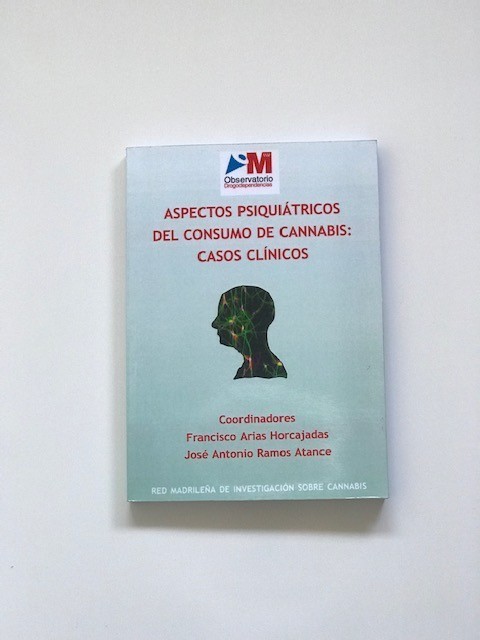 M
Observatorio
Drogodependencias
ASPECTOS PSIQUIÁTRICOS
DEL CONSUMO DE CANNABIS:
CASOS CLÍNICOS
Coordinadores
Francisco Arias Horcajadas
José Antonio Ramos Atance
RED MADRILEÑA DE INVESTIGACIÓN SOBRE CANNABIS